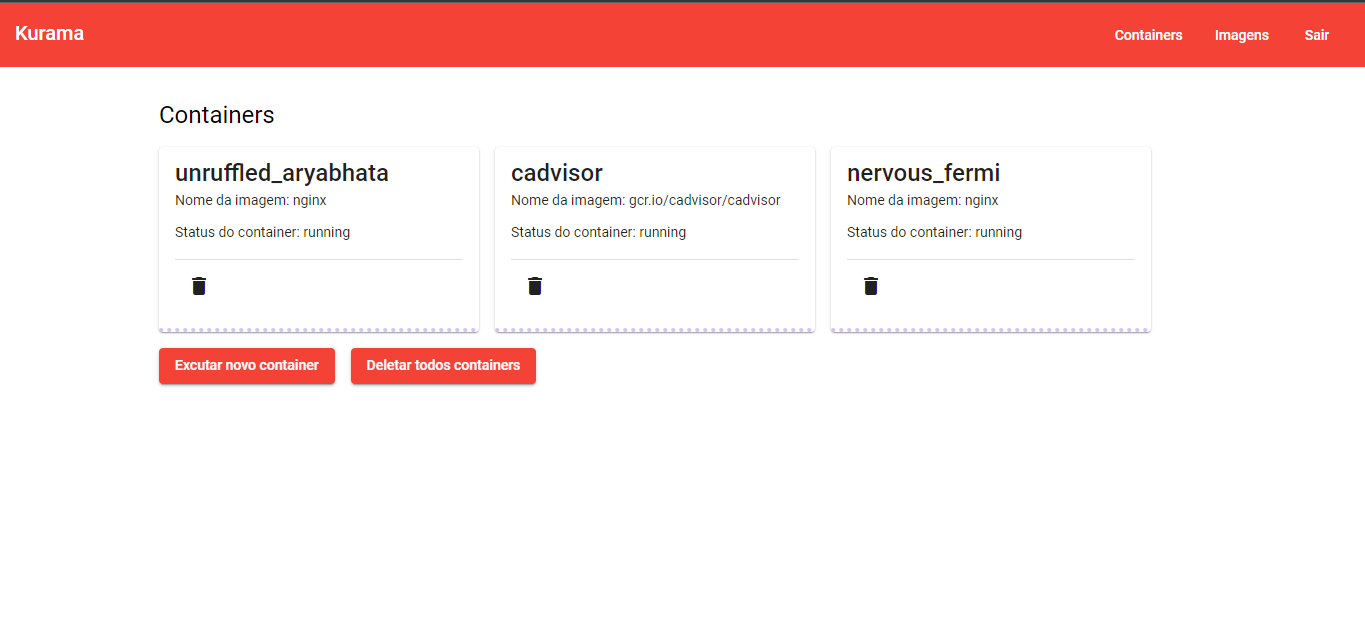 Kurama
Containers Imagens Sair
Containers
unruffled_aryabhata
Nome da imagem: nginx
Status do container: running
cadvisor
Nome da imagem: gcr.io/cadvisor/cadvisor
Status do container: running
nervous_fermi
Nome da imagem: nginx
Status do container: running
Excutar novo container
Deletar todos containers